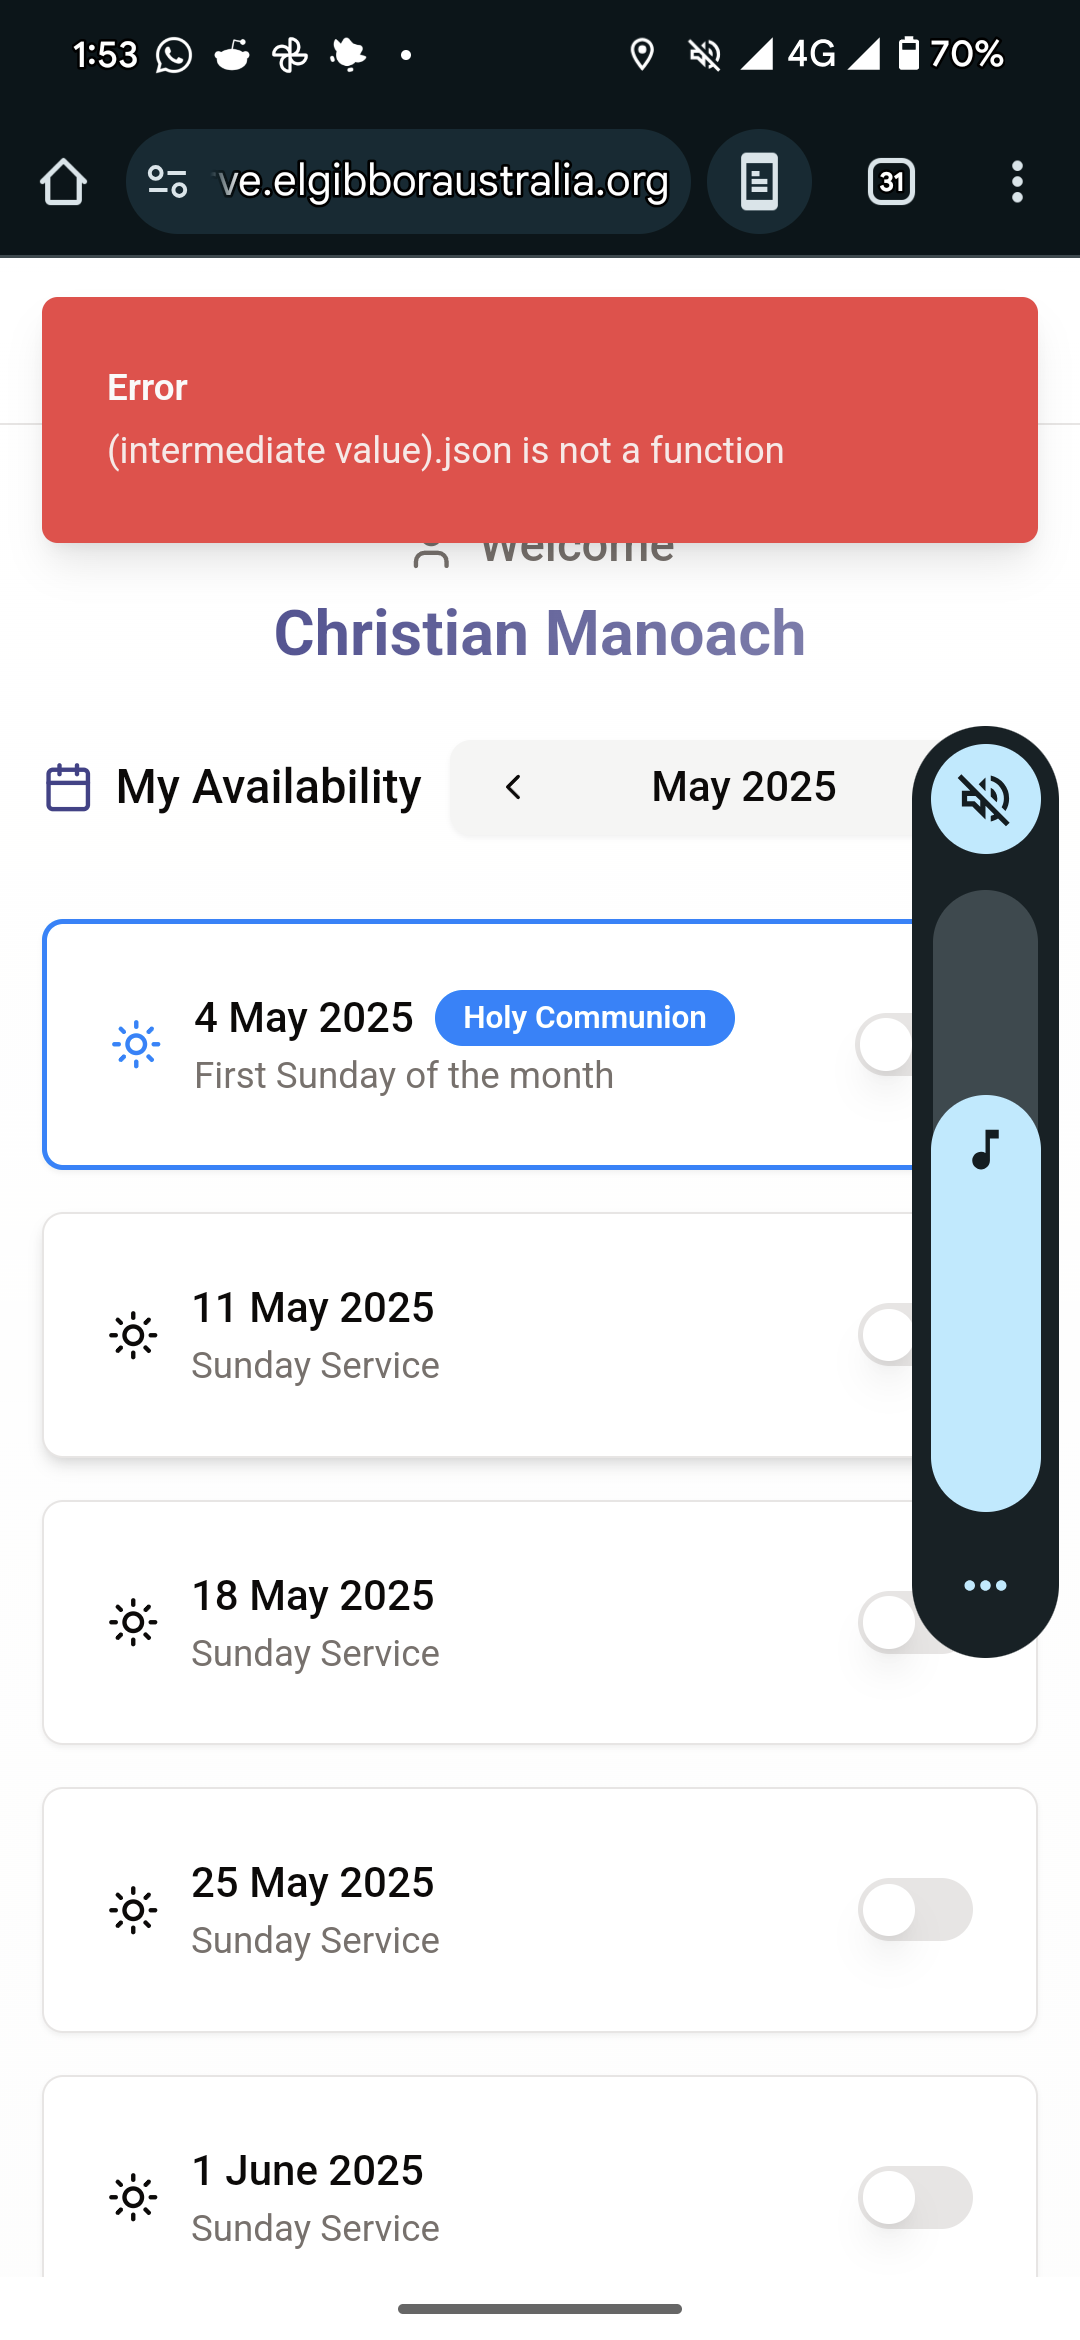 1:53
4G
70%
ve.elgibboraustralia.org
31
Error
(intermediate value).json is not a function
Welcome
Christian Manoach
My Availability
May 2025
4 May 2025
Holy Communion
First Sunday of the month
11 May 2025
Sunday Service
18 May 2025
Sunday Service
25 May 2025
Sunday Service
1 June 2025
Sunday Service